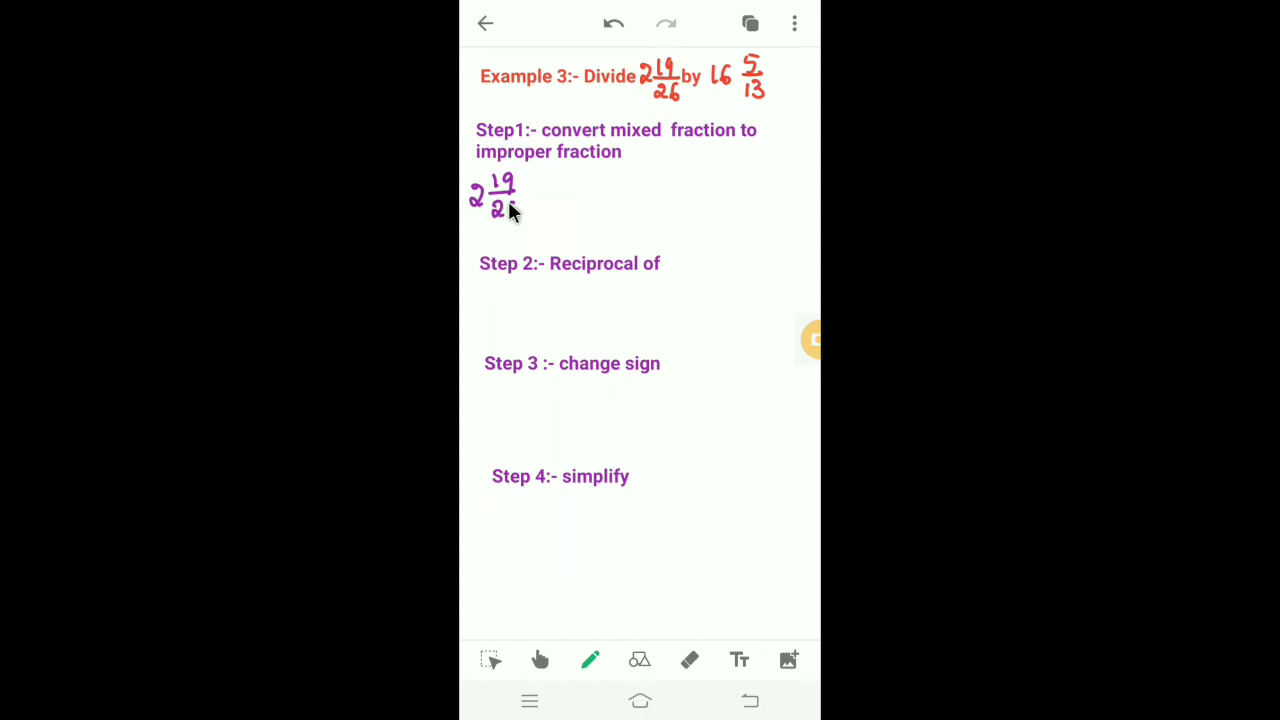 Example 3:- Divide 2 19/26 by 16 5/13
Step1:- convert mixed fraction to
improper fraction
2 19/2
Step 2:- Reciprocal of
Step 3 :- change sign
Step 4:- simplify
Tт